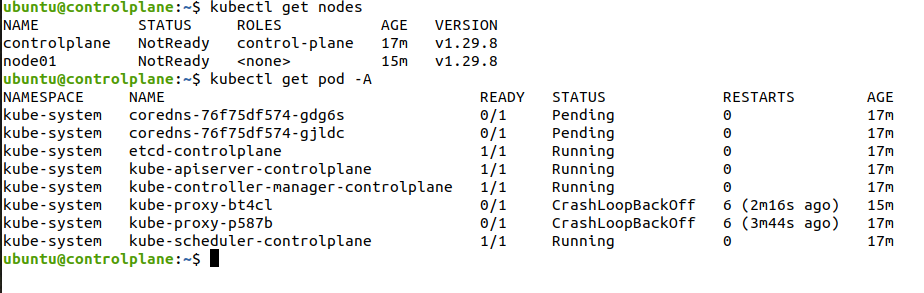 ubuntu@controlplane:~$ kubectl get nodes
NAME STATUS ROLES AGE VERSION
controlplane NotReady control-plane 17m v1.29.8
node01 NotReady <none> 15m v1.29.8
ubuntu@controlplane:~$ kubectl get pod -A
NAMESPACE NAME READY STATUS RESTARTS AGE
kube-system coredns-76f75df574-gdg6s 0/1 Pending 0 17m
kube-system coredns-76f75df574-gjldc 0/1 Pending 0 17m
kube-system etcd-controlplane 1/1 Running 0 17m
kube-system kube-apiserver-controlplane 1/1 Running 0 17m
kube-system kube-controller-manager-controlplane 1/1 Running 0 17m
kube-system kube-proxy-bt4cl 0/1 CrashLoopBackOff 6 (2m16s ago) 15m
kube-system kube-proxy-p587b 0/1 CrashLoopBackOff 6 (3m44s ago) 17m
kube-system kube-scheduler-controlplane 1/1 Running 0 17m
ubuntu@controlplane:~$